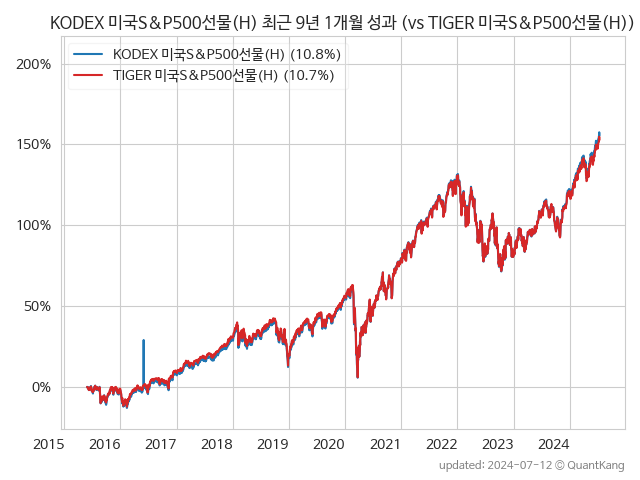 KODEX 미국S&P500선물(H) 최근 9년 1개월 성과 (vs TIGER 미국S&P500선물(H))
KODEX 미국S&P500선물(H) (10.8%)
TIGER 미국S&P500선물(H) (10.7%)
200%
150%
100%
50%
0%
2015 2016 2017 2018 2019 2020 2021 2022 2023 2024
updated: 2024-07-12 © QuantKang